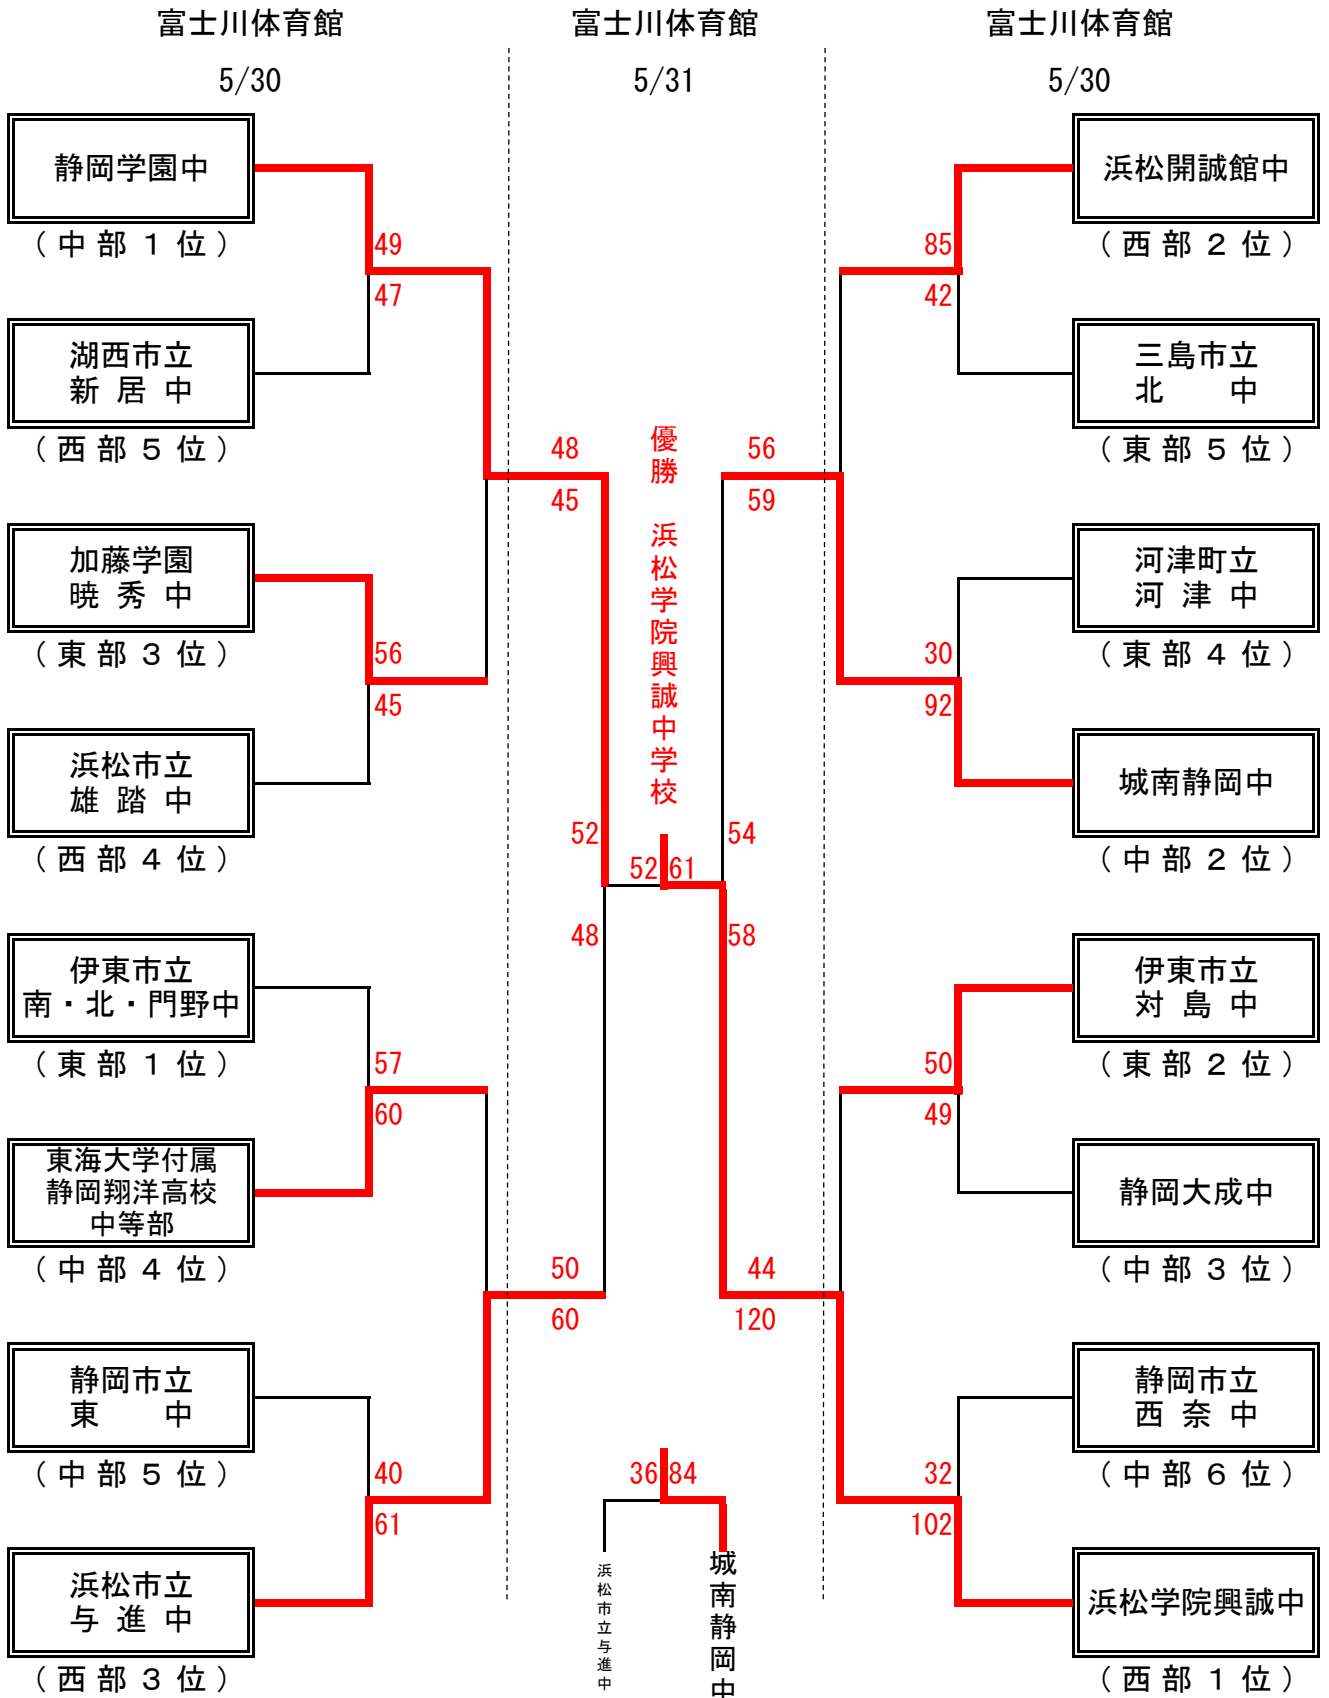 富士川体育館
5/30
富士川体育館
5/31
富士川体育館
5/30
静岡学園中
(中部1位)
49
47
湖西市立
新居中
(西部5位)
加藤学園
暁秀中
(東部3位)
56
45
浜松市立
雄踏中
(西部4位)
伊東市立
南・北・門野中
(東部1位)
57
60
東海大学付属
静岡翔洋高校
中等部
(中部4位)
静岡市立
東中
(中部5位)
40
61
浜松市立
与進中
(西部3位)
48
45
52
48
50
60
優勝 浜松学院興誠中学校
52
61
36
84
浜松市立与進中
城南静岡中
56
59
54
58
44
120
浜松開誠館中
(西部2位)
85
42
三島市立
北中
(東部5位)
河津町立
河津中
(東部4位)
30
92
城南静岡中
(中部2位)
伊東市立
対島中
(東部2位)
50
49
静岡大成中
(中部3位)
静岡市立
西奈中
(中部6位)
32
102
浜松学院興誠中
(西部1位)